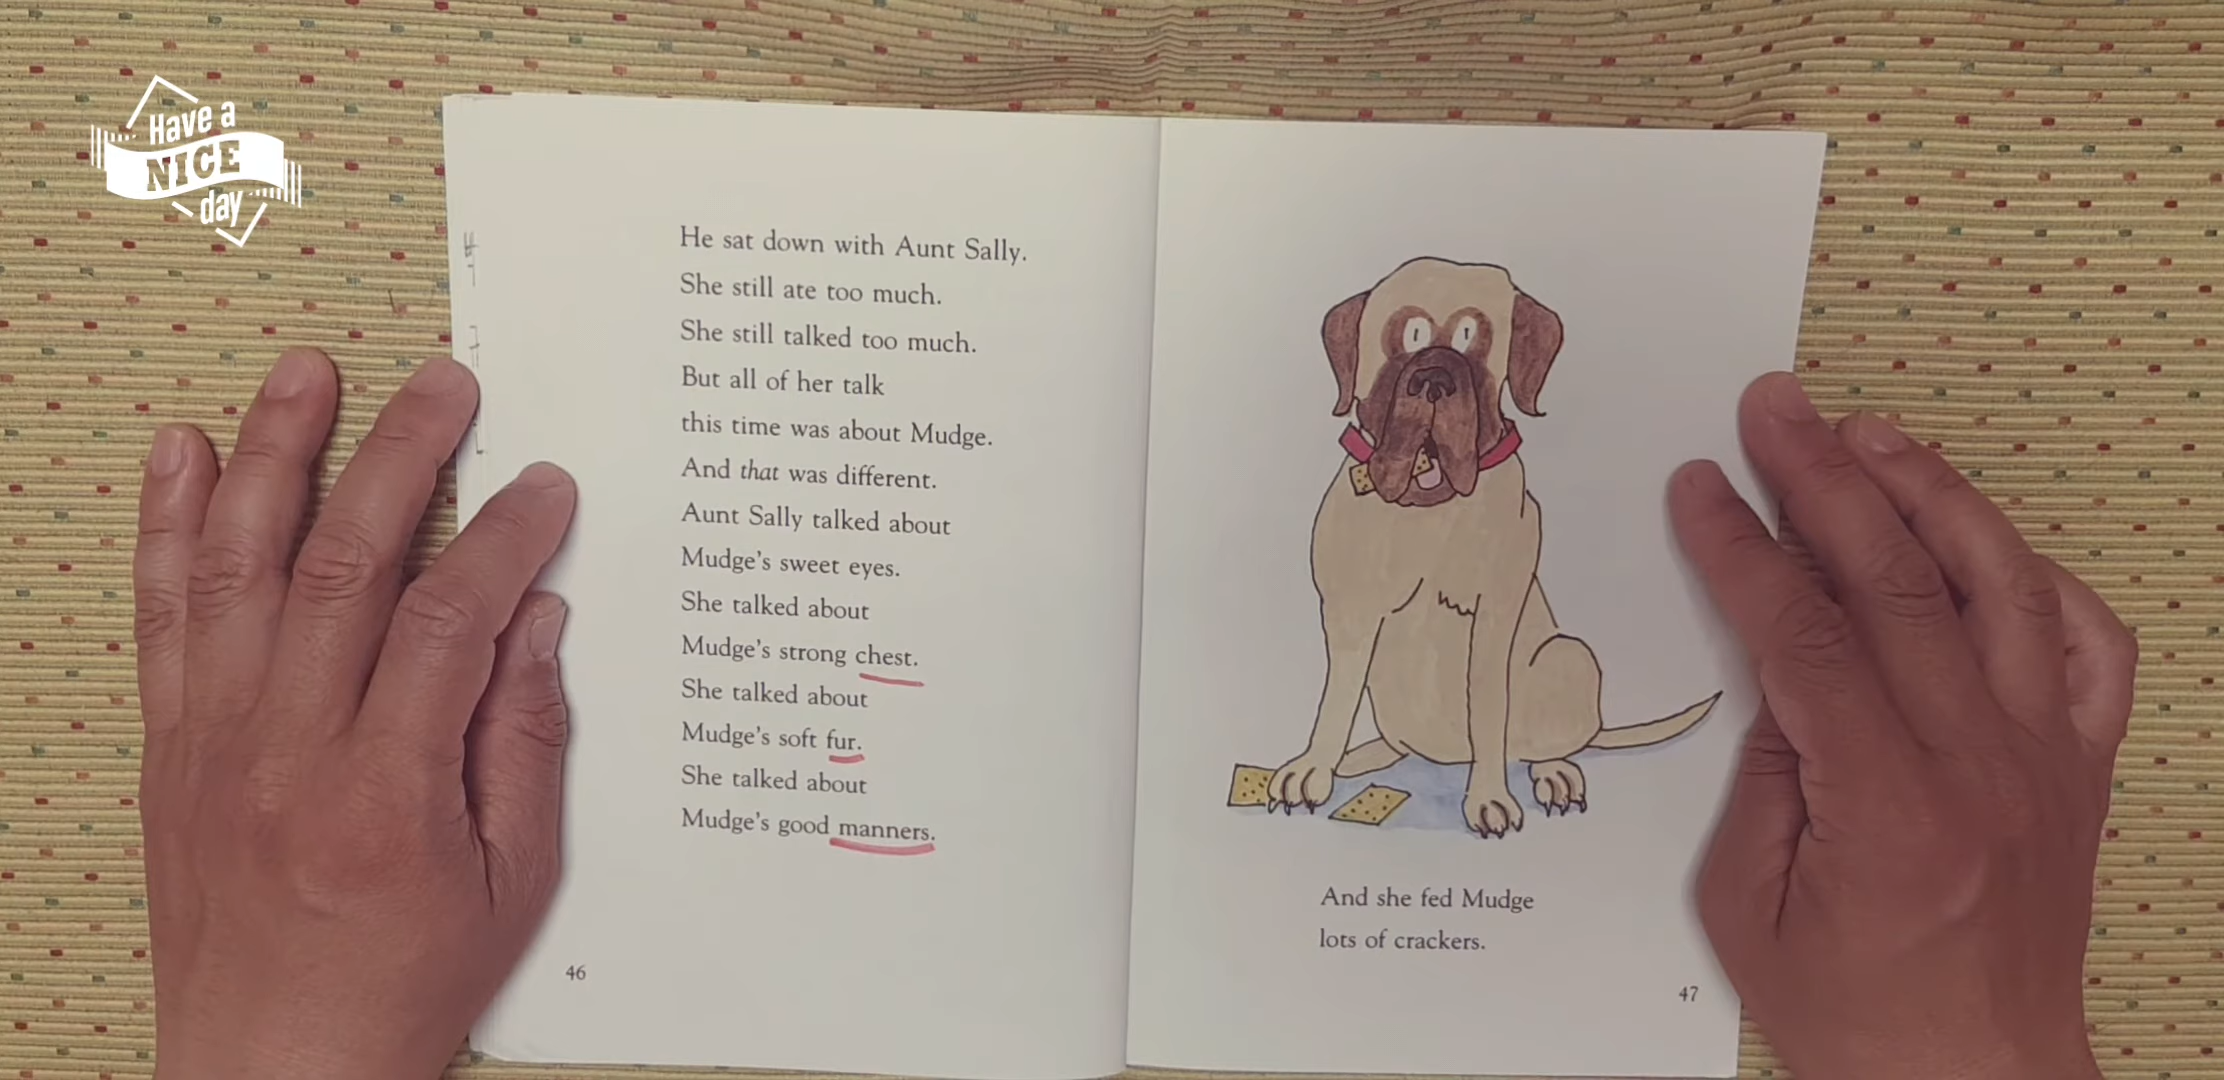 Have a
NICE
day
He sat down with Aunt Sally.
She still ate too much.
She still talked too much.
But all of her talk
this time was about Mudge.
And that was different.
Aunt Sally talked about
Mudge's sweet eyes.
She talked about
Mudge's strong chest.
She talked about
Mudge's soft fur.
She talked about
Mudge's good manners.
46
And she fed Mudge
lots of crackers.
47